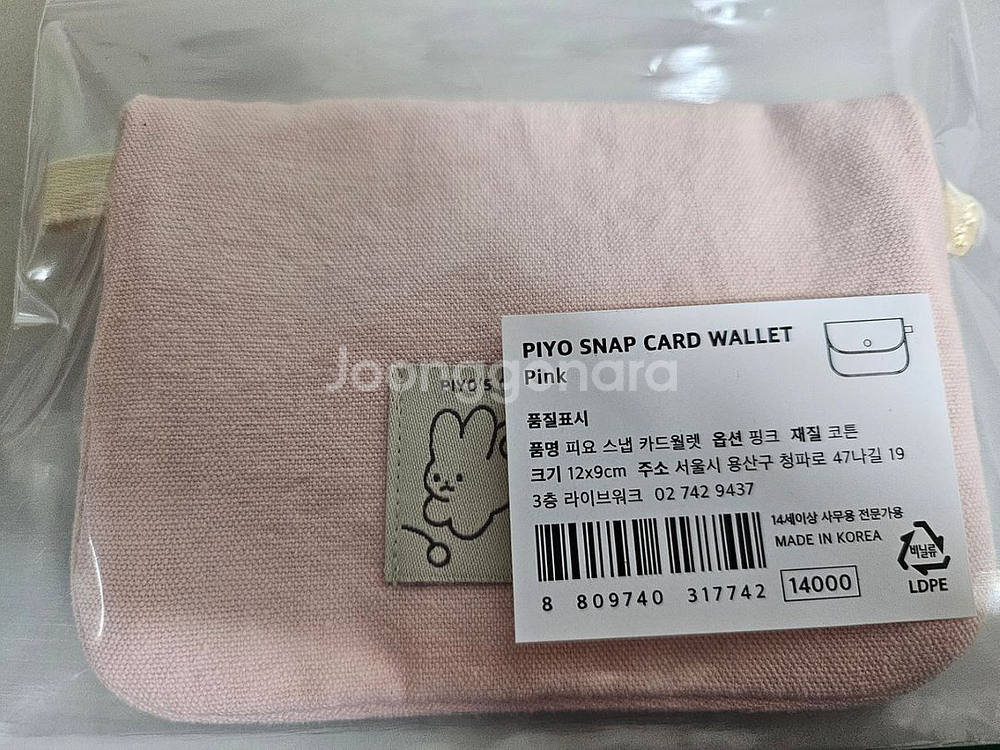 Joonggonara
PIYO'S
PIYO SNAP CARD WALLET
Pink
품질표시
품명 피요 스냅 카드월렛 옵션 핑크 재질 코튼
크기 12x9cm 주소 서울시 용산구 청파로 47나길 19
3층 라이브워크 02 742 9437
14세이상 사무용 전문가용
MADE IN KOREA
비닐류
LDPE
8 809740 317742
14000